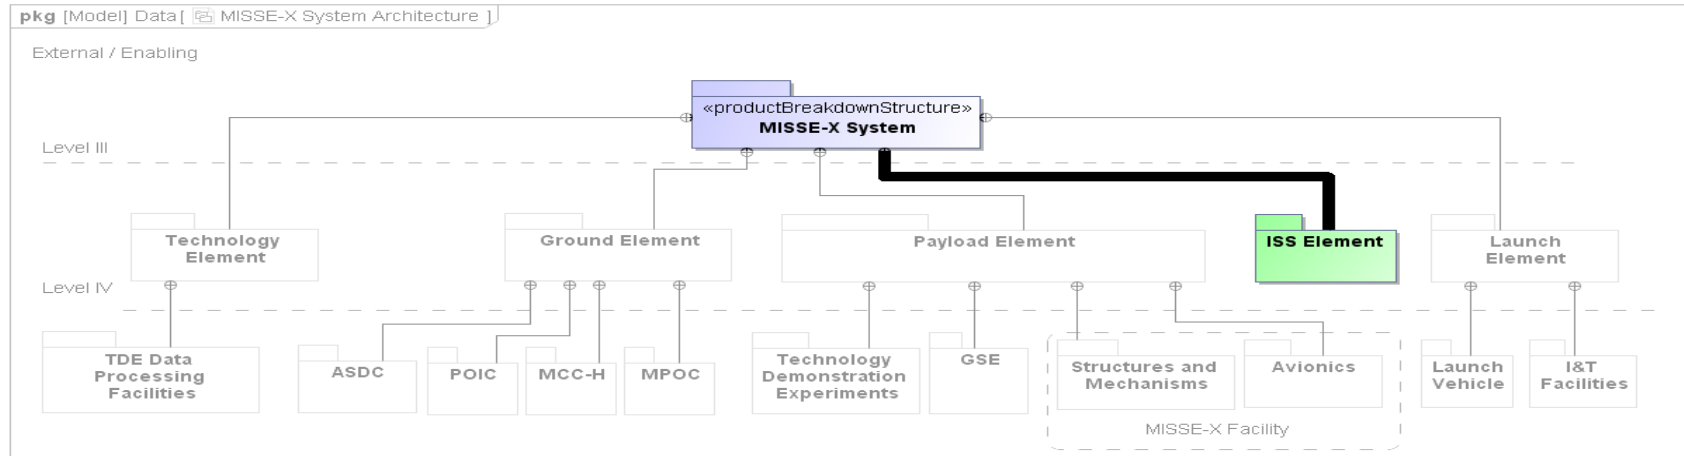 pkg [Model] Data [ MISSE-X System Architecture ]
External / Enabling
«productBreakdownStructure»
MISSE-X System
Level III
Technology
Element
Ground Element
Payload Element
ISS Element
Launch
Element
Level IV
TDE Data
Processing
Facilities
ASDC
POIC
MCC-H
MPOC
Technology
Demonstration
Experiments
GSE
Structures and
Mechanisms
Avionics
MISSE-X Facility
Launch
Vehicle
I&T
Facilities